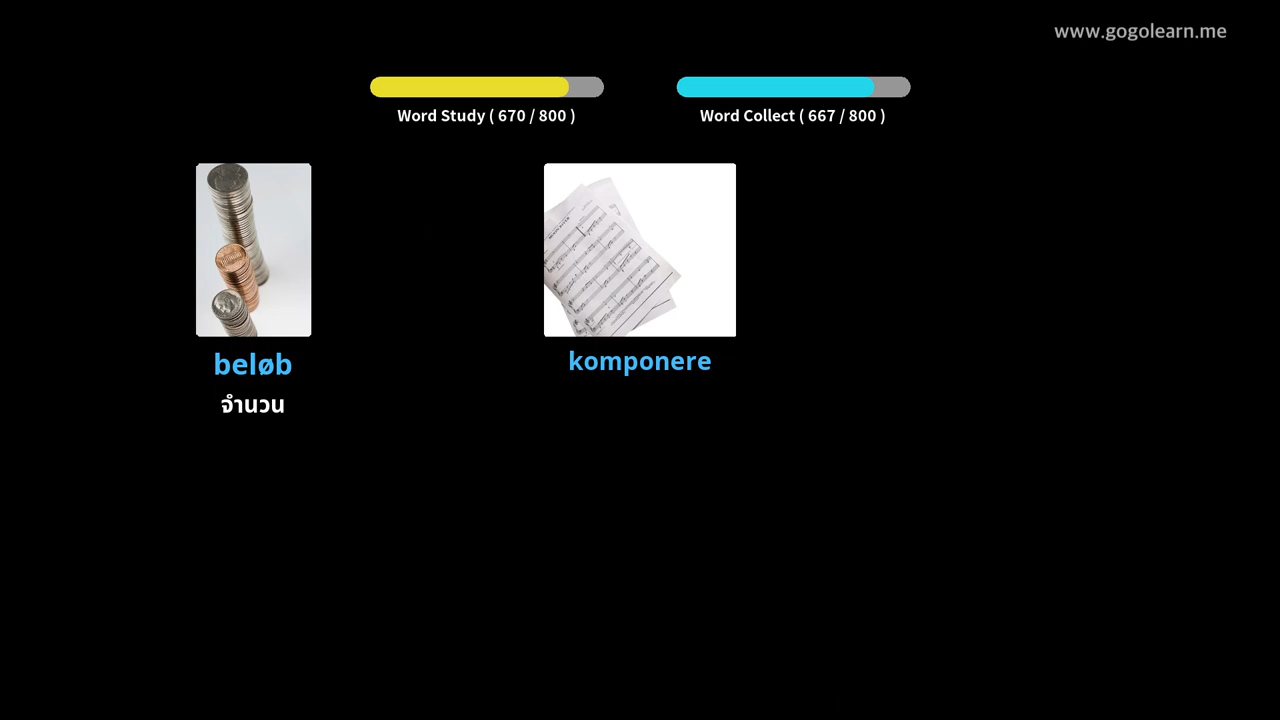 www.gogolearn.me
Word Study ( 670 / 800 )
Word Collect ( 667 / 800 )
beløb
จำนวน
komponere